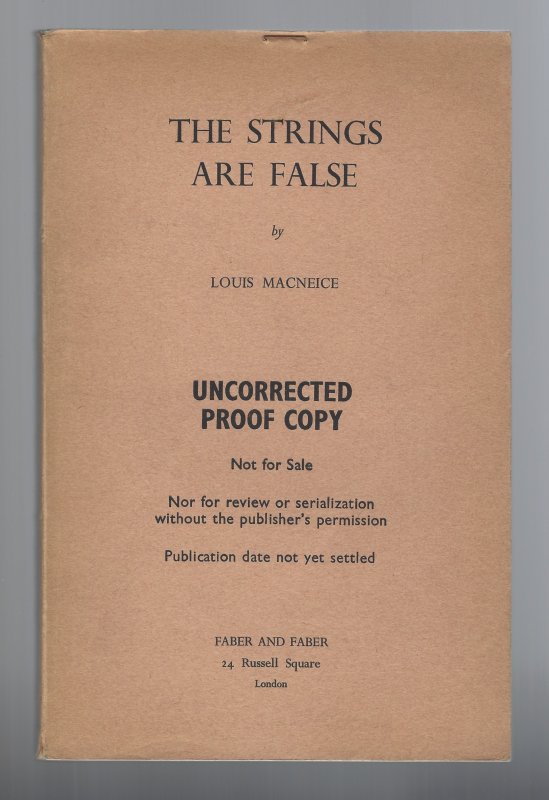 THE STRINGS
ARE FALSE
by
LOUIS MACNEICE
UNCORRECTED
PROOF COPY
Not for Sale
Nor for review or serialization
without the publisher's permission
Publication date not yet settled
FABER AND FABER
24 Russell Square
London